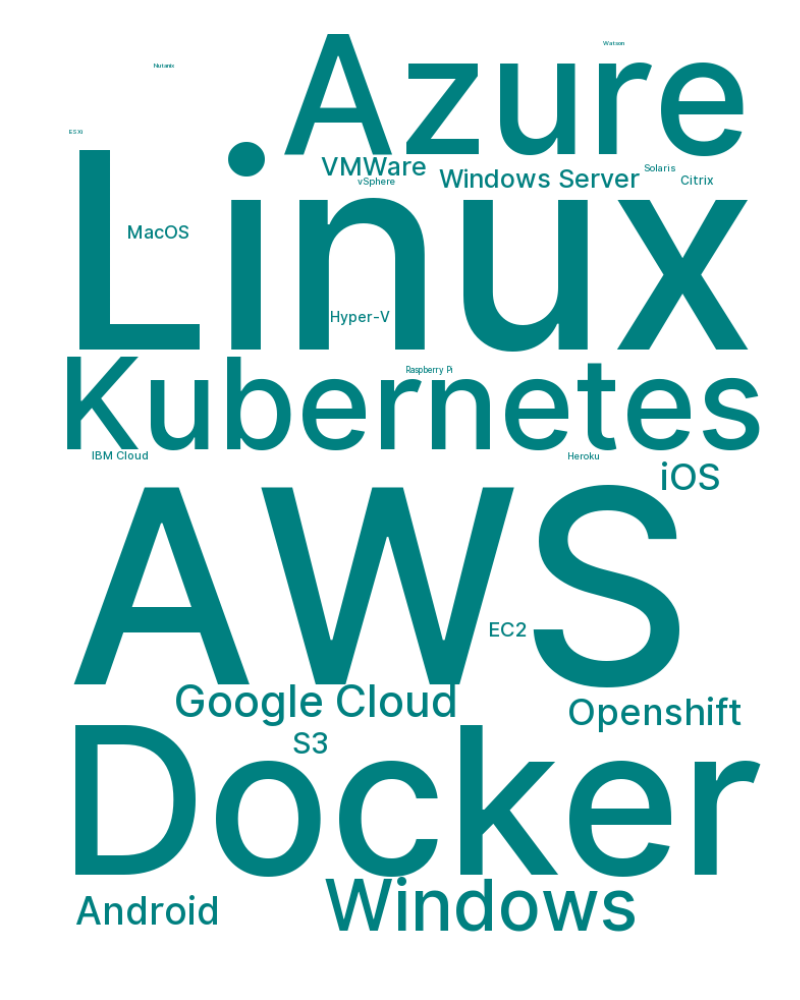 Watson
Azure
Nutanix
ESXi
VMWare
vSphere
Windows Server
Solaris
Citrix
Linux
MacOS
Hyper-V
Kubernetes
Raspberry Pi
IBM Cloud
Heroku
iOS
AWS
EC2
Google Cloud
Openshift
S3
Docker
Android
Windows